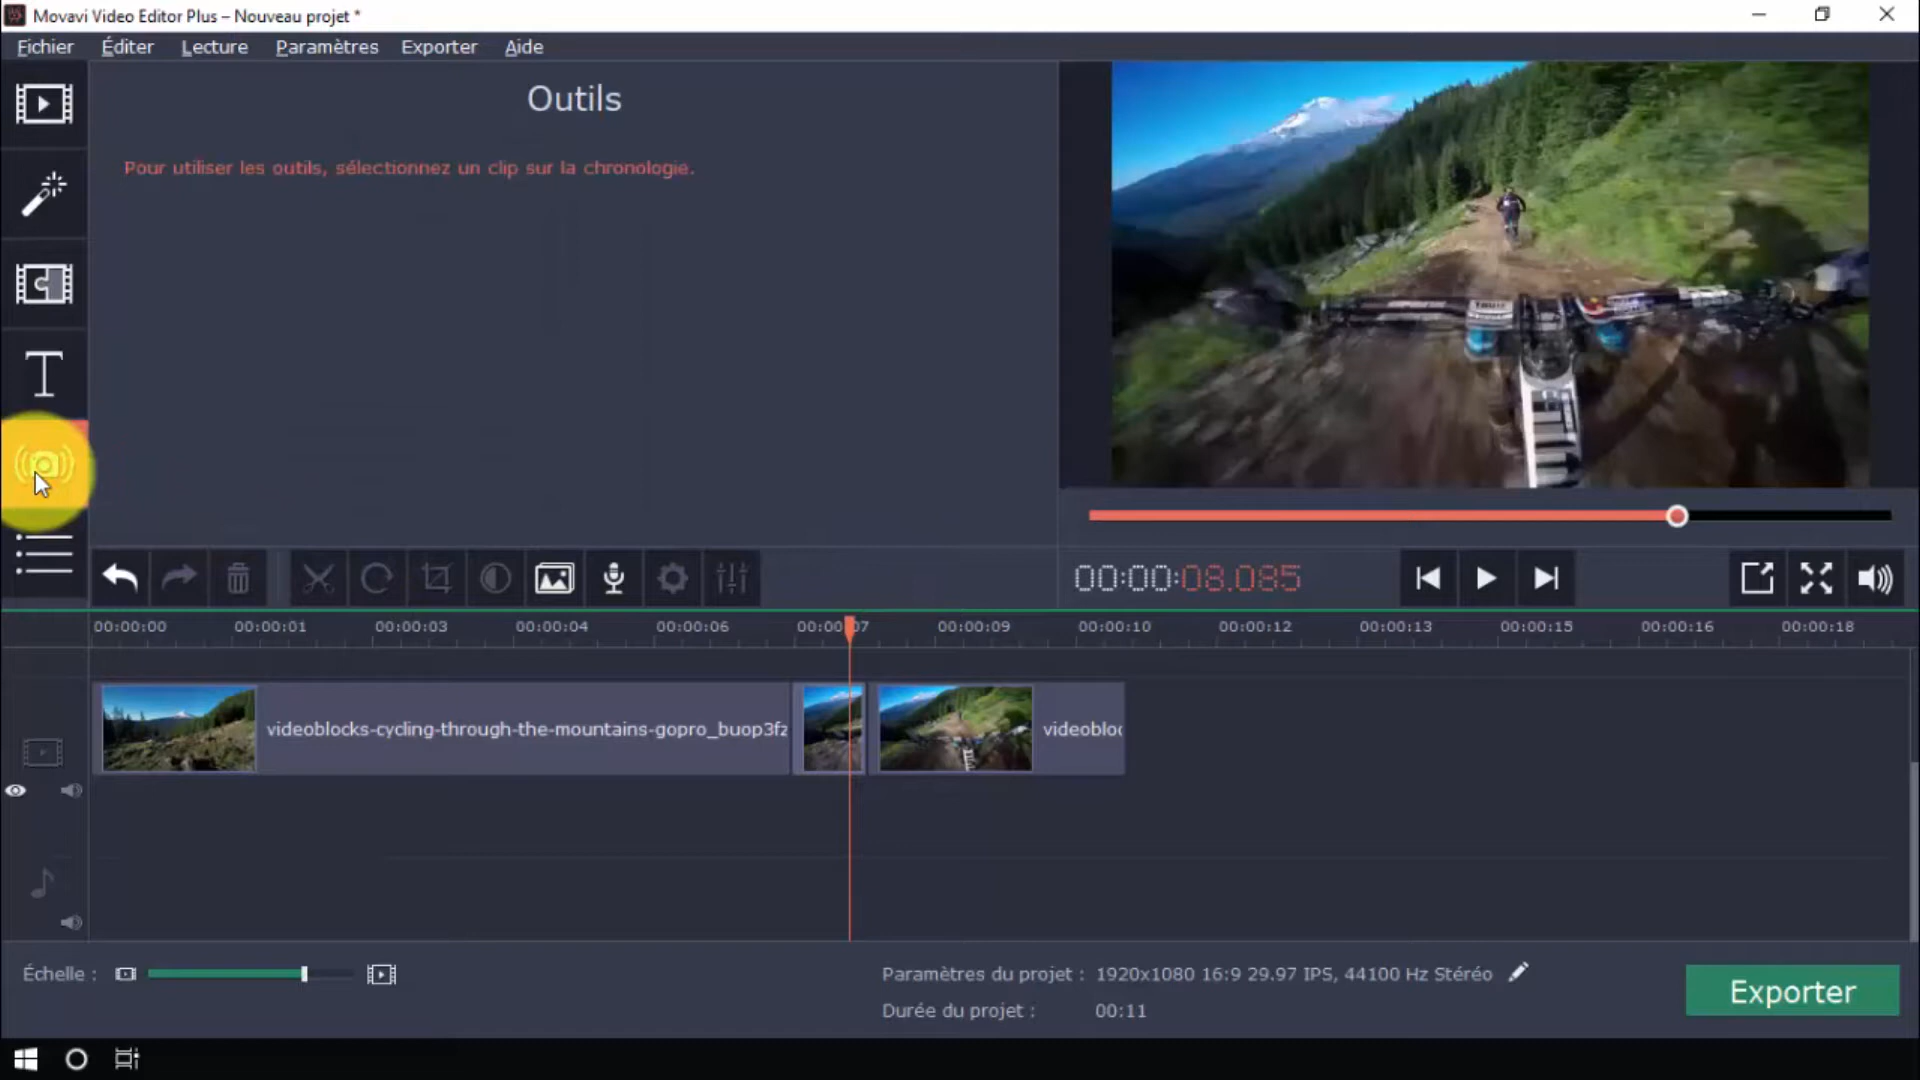 Movavi Video Editor Plus – Nouveau projet *
Fichier Éditer Lecture Paramètres Exporter Aide
Outils
Pour utiliser les outils, sélectionnez un clip sur la chronologie.
00:00:08.085
00:00:00 00:00:01 00:00:03 00:00:04 00:00:06 00:00:07 00:00:09 00:00:10 00:00:12 00:00:13 00:00:15 00:00:16 00:00:18
videoblocks-cycling-through-the-mountains-gopro_buop3fz videobloc
Échelle : Paramètres du projet : 1920x1080 16:9 29.97 IPS, 44100 Hz Stéréo
Exporter
Durée du projet : 00:11